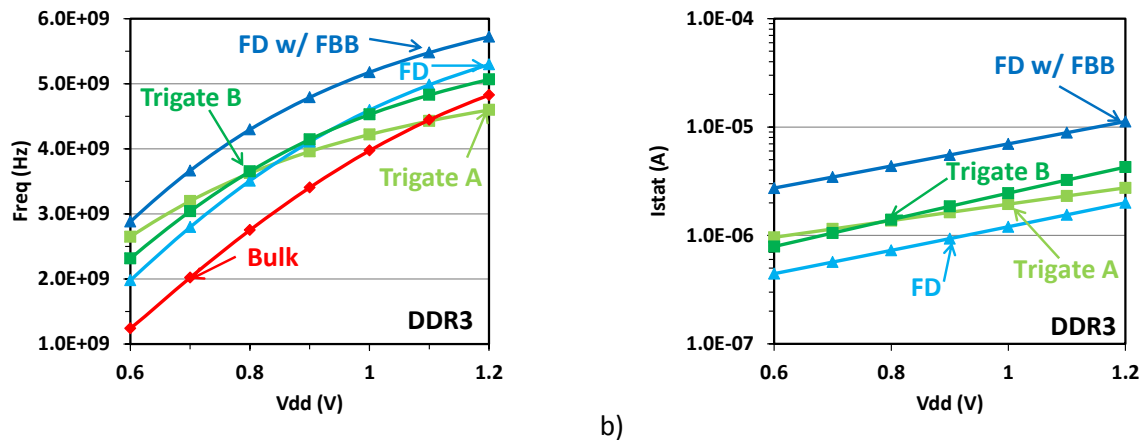 6.0E+09
5.0E+09
4.0E+09
3.0E+09
2.0E+09
1.0E+09
Freq (Hz)
0.6 0.8 1 1.2
Vdd (V)
FD w/ FBB
FD
Trigate B
Trigate A
Bulk
DDR3
b)
1.0E-04
1.0E-05
1.0E-06
1.0E-07
Istat (A)
0.6 0.8 1 1.2
Vdd (V)
FD w/ FBB
Trigate B
Trigate A
FD
DDR3